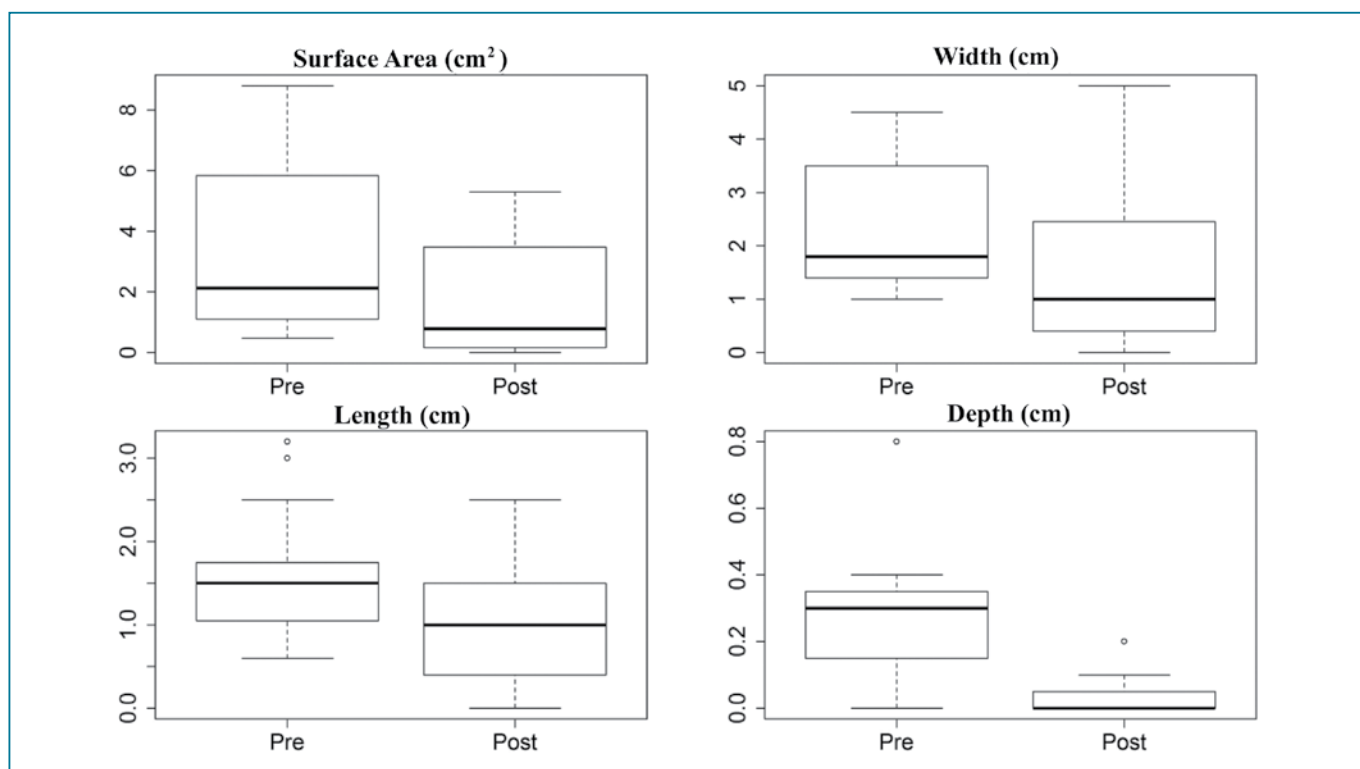 Surface Area (cm²)
8
6
4
2
0
Pre Post
Width (cm)
5
4
3
2
1
0
Pre Post
Length (cm)
3.0
2.0
1.0
0.0
Pre Post
Depth (cm)
0.8
0.6
0.4
0.2
0.0
Pre Post